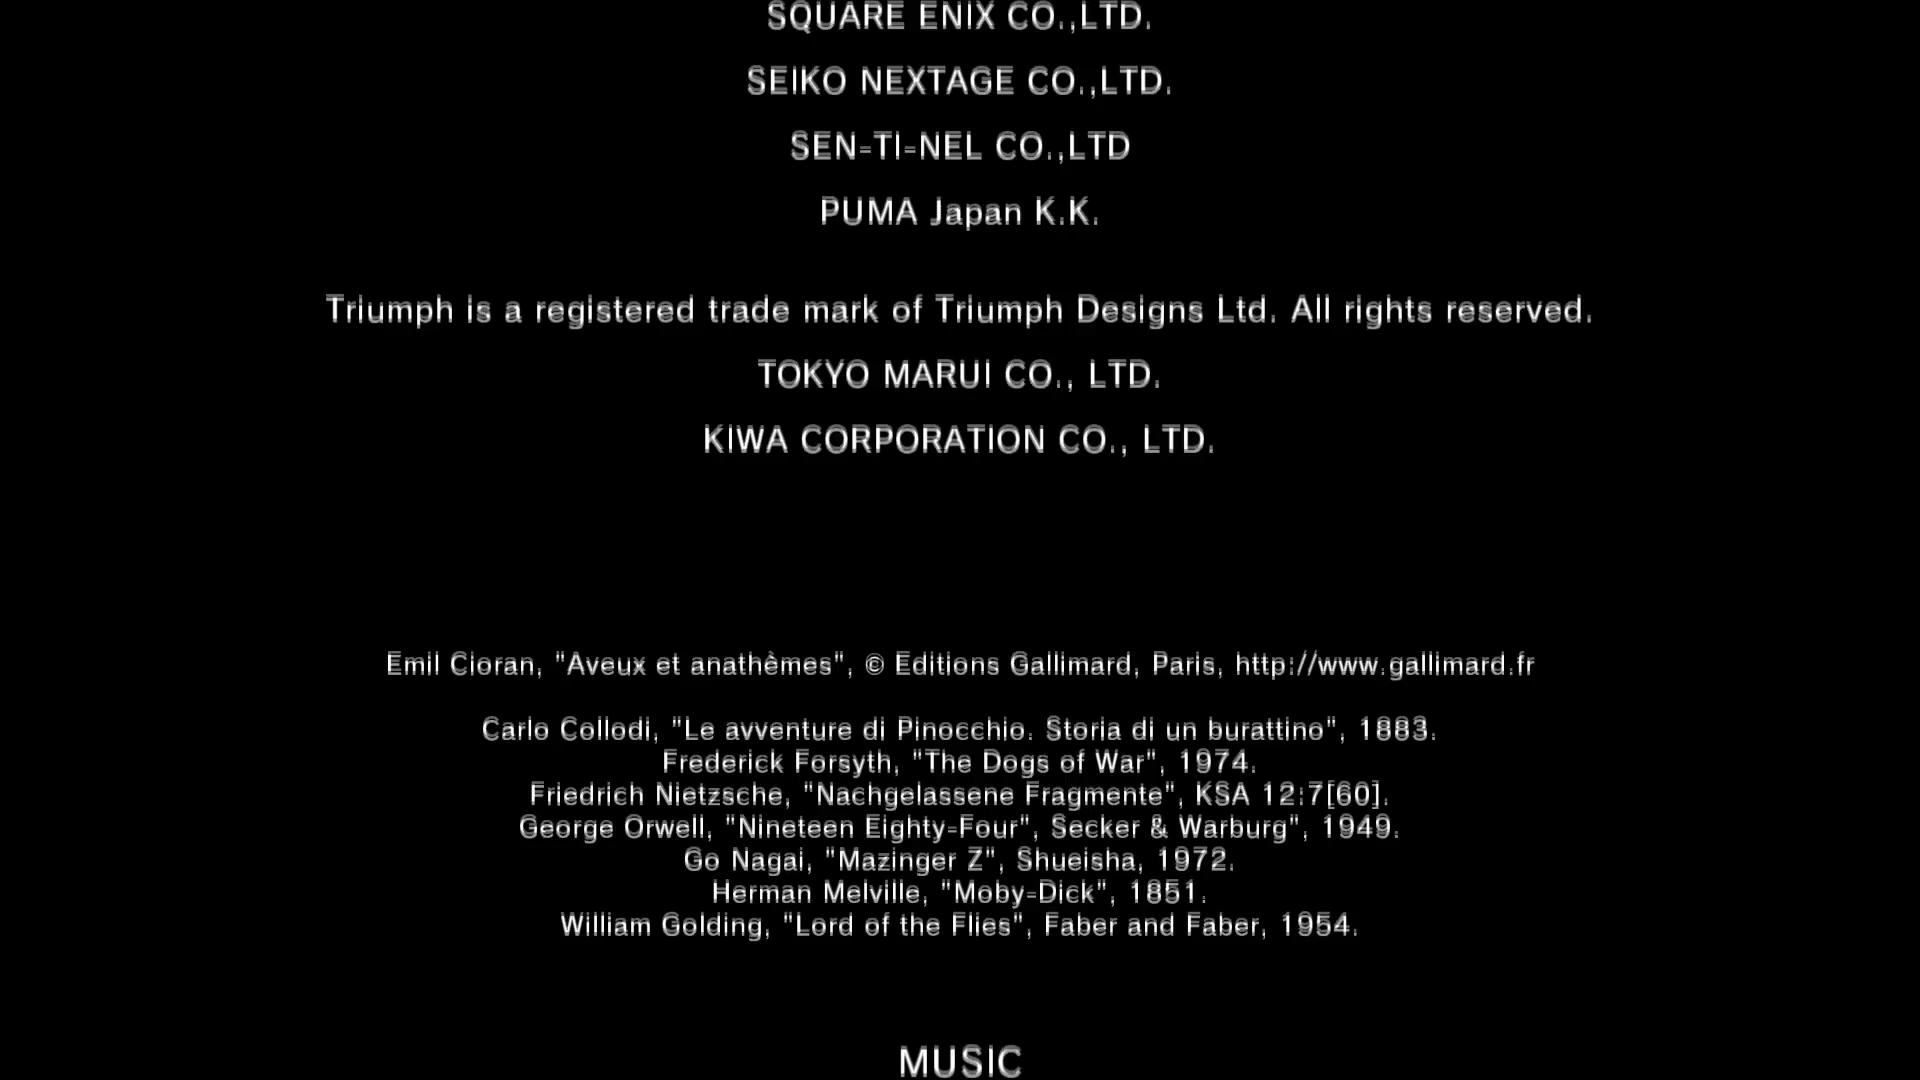 SQUARE ENIX CO.,LTD.
SEIKO NEXTAGE CO.,LTD.
SEN-TI-NEL CO.,LTD
PUMA Japan K.K.
Triumph is a registered trade mark of Triumph Designs Ltd. All rights reserved.
TOKYO MARUI CO., LTD.
KIWA CORPORATION CO., LTD.
Emil Cioran, "Aveux et anathèmes", © Editions Gallimard, Paris, http://www.gallimard.fr
Carlo Collodi, "Le avventure di Pinocchio. Storia di un burattino", 1883.
Frederick Forsyth, "The Dogs of War", 1974.
Friedrich Nietzsche, "Nachgelassene Fragmente", KSA 12:7[60].
George Orwell, "Nineteen Eighty-Four", Secker & Warburg", 1949.
Go Nagai, "Mazinger Z", Shueisha, 1972.
Herman Melville, "Moby-Dick", 1851.
William Golding, "Lord of the Flies", Faber and Faber, 1954.
MUSIC